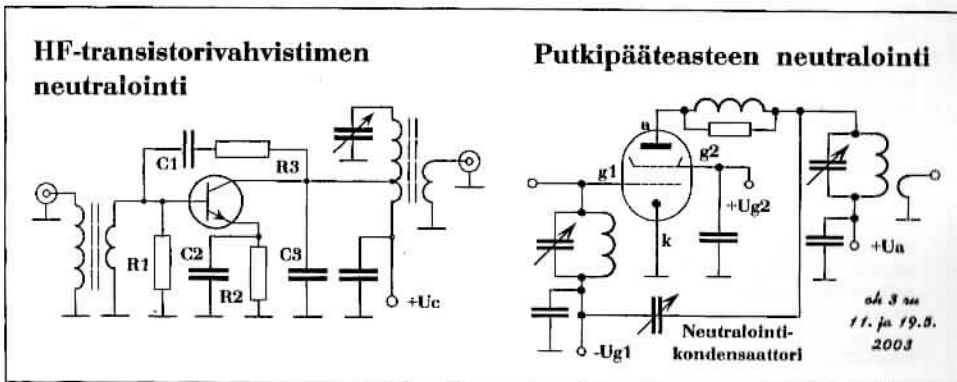 HF-transistorivahvistimen
neutralointi
C1
R3
R1
C2
R2
C3
+Uc
Putkipääteasteen neutralointi
a
g2
g1
+Ug2
k
+Ua
Neutralointi-
kondensaattori
-Ug1
oh 3 ru
11. ja 19.5.
2003